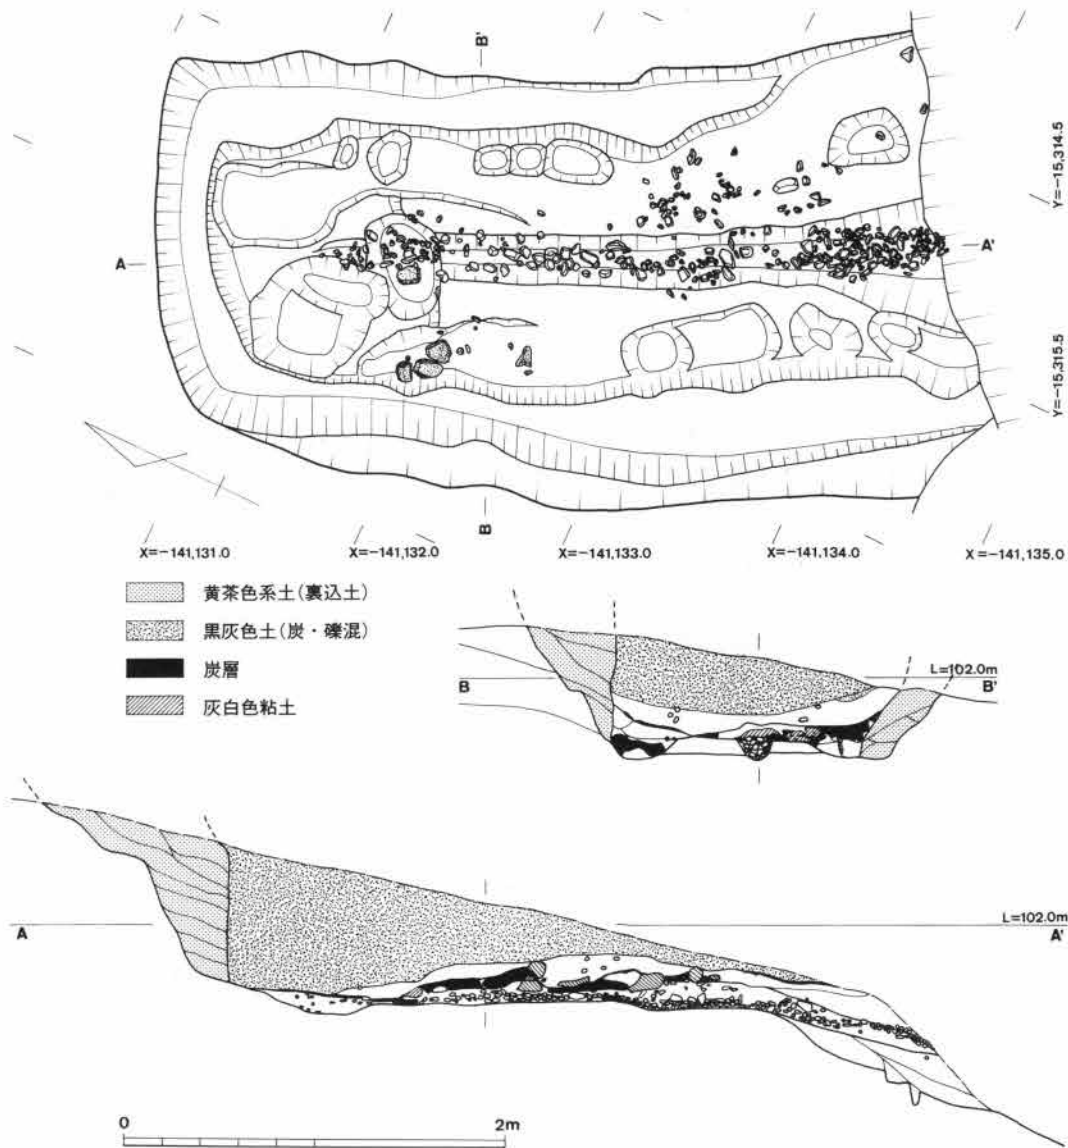 B'
Y=-15,314.5
A
A'
Y=-15,315.5
B
X=-141,131.0
X=-141,132.0
X=-141,133.0
X=-141,134.0
X=-141,135.0
黄茶色系土(裏込土)
黒灰色土(炭・礫混)
炭層
灰白色粘土
L=102.0m
B
B'
L=102.0m
A
A'
0
2m